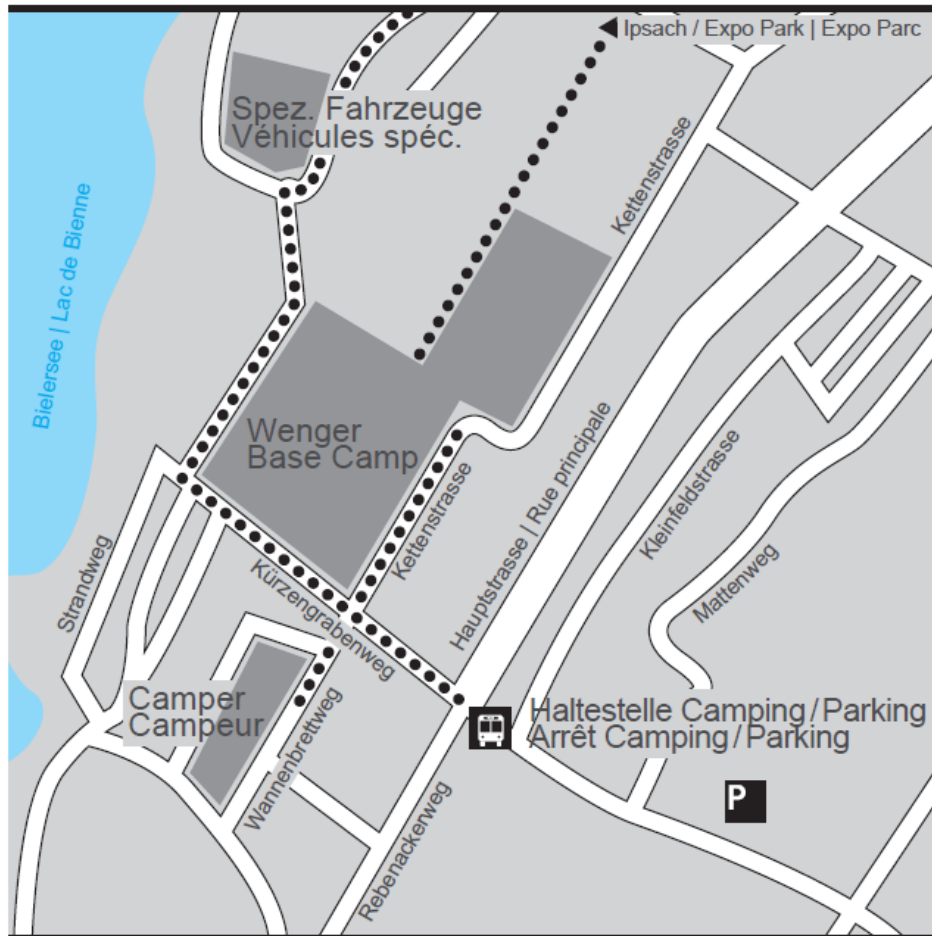 Ipsach / Expo Park | Expo Parc
Spez. Fahrzeuge
Véhicules spéc.
Kettenstrasse
Bielersee | Lac de Bienne
Wenger
Base Camp
Kettenstrasse
Hauptstrasse | Rue principale
Kleinfeldstrasse
Mattenweg
Strandweg
Kürzengrabenweg
Camper
Campeur
Wannenbrettweg
Haltestelle Camping/Parking
Arrêt Camping/Parking
P
Rebenackerweg